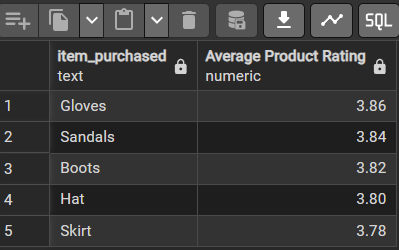 SQL
item_purchased Average Product Rating
text numeric
1 Gloves 3.86
2 Sandals 3.84
3 Boots 3.82
4 Hat 3.80
5 Skirt 3.78